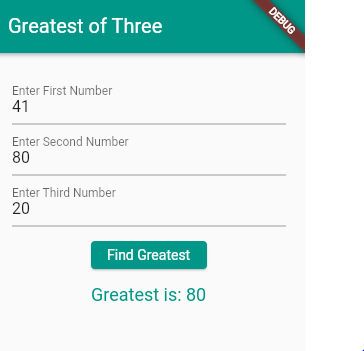 Greatest of Three
DEBUG
Enter First Number
41
Enter Second Number
80
Enter Third Number
20
Find Greatest
Greatest is: 80